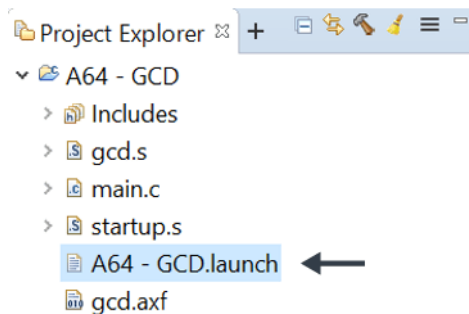 Project Explorer
A64 - GCD
Includes
gcd.s
main.c
startup.s
A64 - GCD.launch
gcd.axf